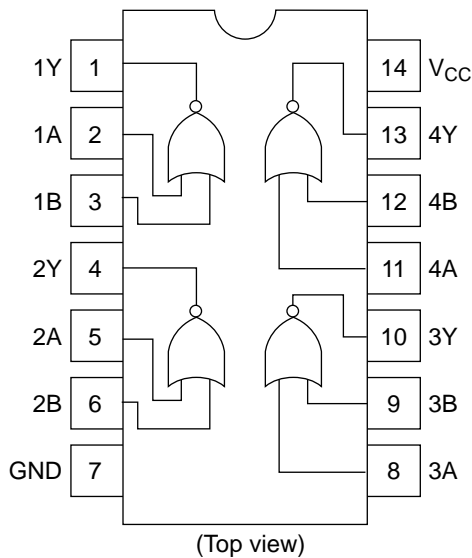 1Y 1 14 VCC
1A 2 13 4Y
1B 3 12 4B
2Y 4 11 4A
2A 5 10 3Y
2B 6 9 3B
GND 7 8 3A
(Top view)